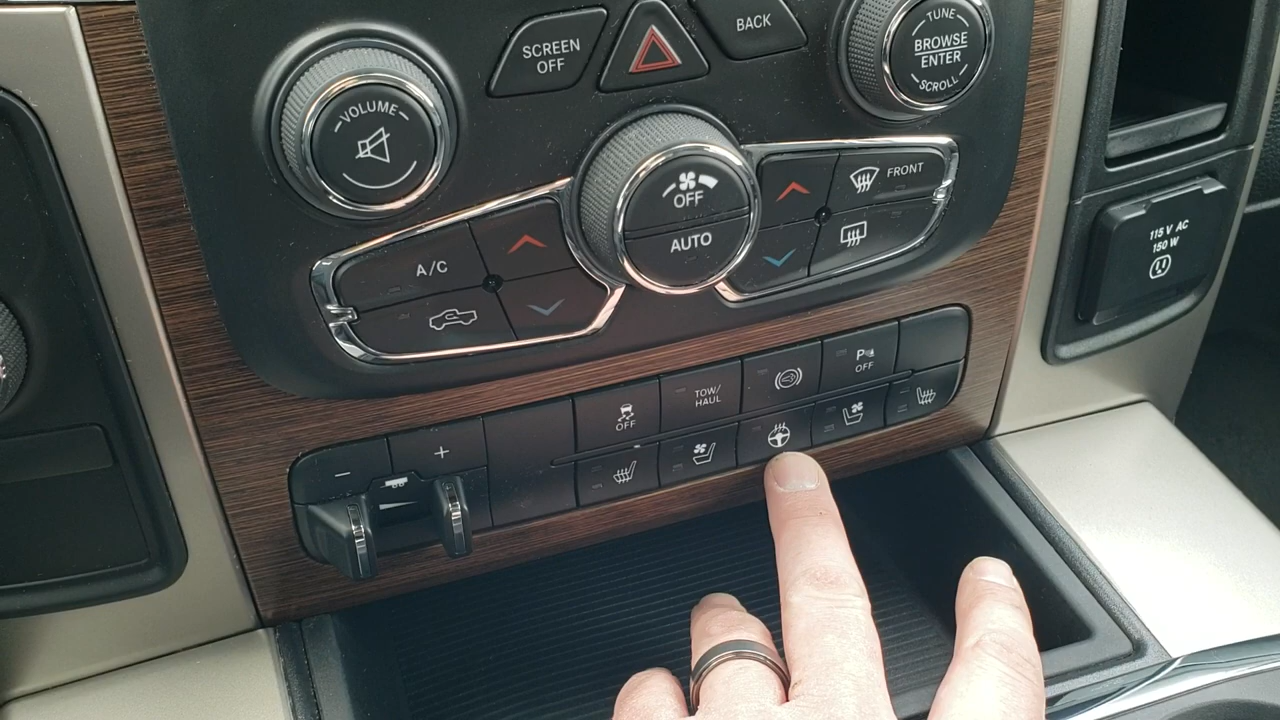 SCREEN
OFF
BACK
TUNE
BROWSE
ENTER
SCROLL
VOLUME
OFF
AUTO
FRONT
A/C
115 V AC
150 W
P
OFF
TOW/
HAUL
OFF
−
+